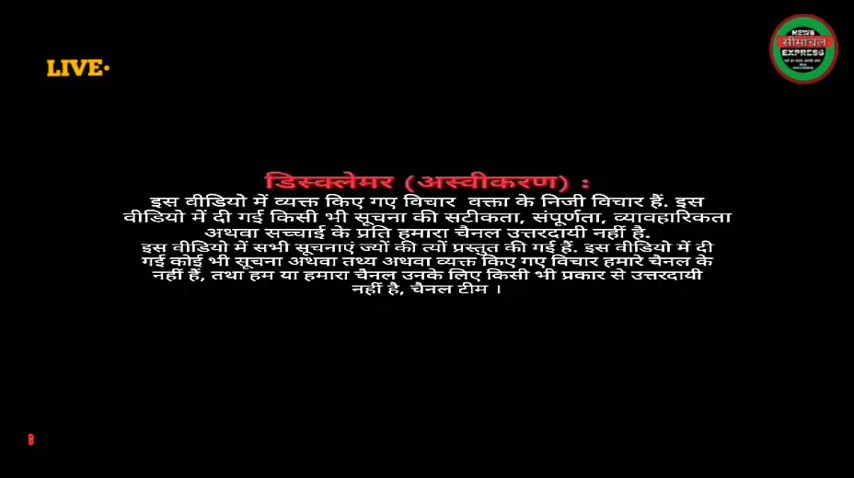 NEWS
सीमांचल
EXPRESS
LIVE
डिस्क्लेमर (अस्वीकरण) :
इस वीडियो में व्यक्त किए गए विचार वक्ता के निजी विचार हैं. इस
वीडियो में दी गई किसी भी सूचना की सटीकता, संपूर्णता, व्यावहारिकता
अथवा सच्चाई के प्रति हमारा चैनल उत्तरदायी नहीं है.
इस वीडियो में सभी सूचनाएं ज्यों की त्यों प्रस्तुत की गई हैं. इस वीडियो में दी
गई कोई भी सूचना अथवा तथ्य अथवा व्यक्त किए गए विचार हमारे चैनल के
नहीं हैं, तथा हम या हमारा चैनल उनके लिए किसी भी प्रकार से उत्तरदायी
नहीं है, चैनल टीम ।